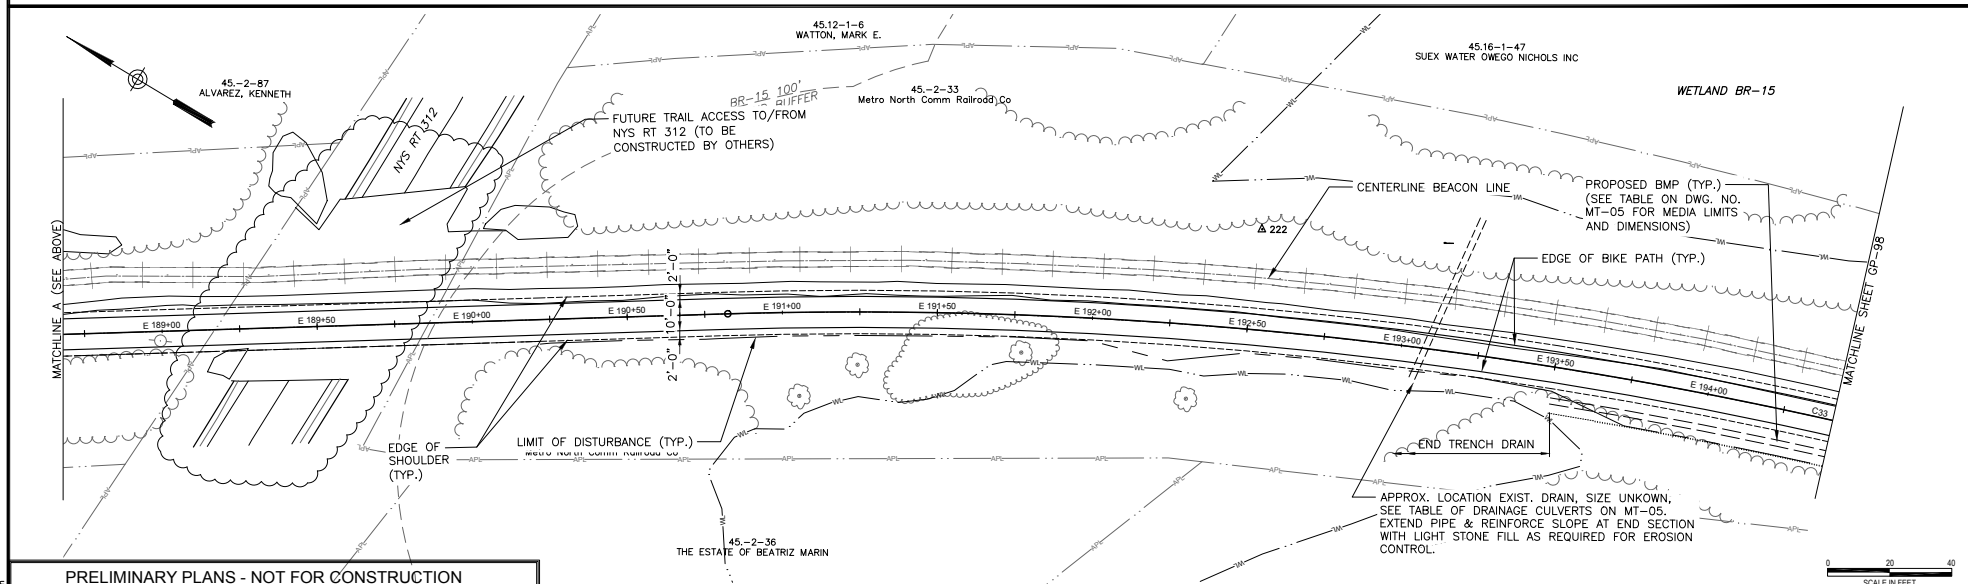 45.12-1-6
WATTON, MARK E.
45.16-1-47
SUEX WATER OWEGO NICHOLS INC
WETLAND BR-15
45.-2-87
ALVAREZ, KENNETH
NYS RT 312
BR-15 100'
BUFFER
45.-2-33
Metro North Comm Railroad Co
FUTURE TRAIL ACCESS TO/FROM
NYS RT 312 (TO BE
CONSTRUCTED BY OTHERS)
CENTERLINE BEACON LINE
PROPOSED BMP (TYP.)
(SEE TABLE ON DWG. NO.
MT-05 FOR MEDIA LIMITS
AND DIMENSIONS)
222
EDGE OF BIKE PATH (TYP.)
MATCHLINE A (SEE ABOVE)
MATCHLINE SHEET GP-98
2'-0"
10'-0"
2'-0"
E 189+00
E 189+50
E 190+00
E 190+50
E 191+00
E 191+50
E 192+00
E 192+50
E 193+00
E 193+50
E 194+00
C33
APL
WL
EDGE OF
SHOULDER
(TYP.)
LIMIT OF DISTURBANCE (TYP.)
Metro North Comm Railroad Co
END TRENCH DRAIN
APPROX. LOCATION EXIST. DRAIN, SIZE UNKOWN,
SEE TABLE OF DRAINAGE CULVERTS ON MT-05.
EXTEND PIPE & REINFORCE SLOPE AT END SECTION
WITH LIGHT STONE FILL AS REQUIRED FOR EROSION
CONTROL.
45.-2-36
THE ESTATE OF BEATRIZ MARIN
PRELIMINARY PLANS - NOT FOR CONSTRUCTION
0 20 40
SCALE IN FEET